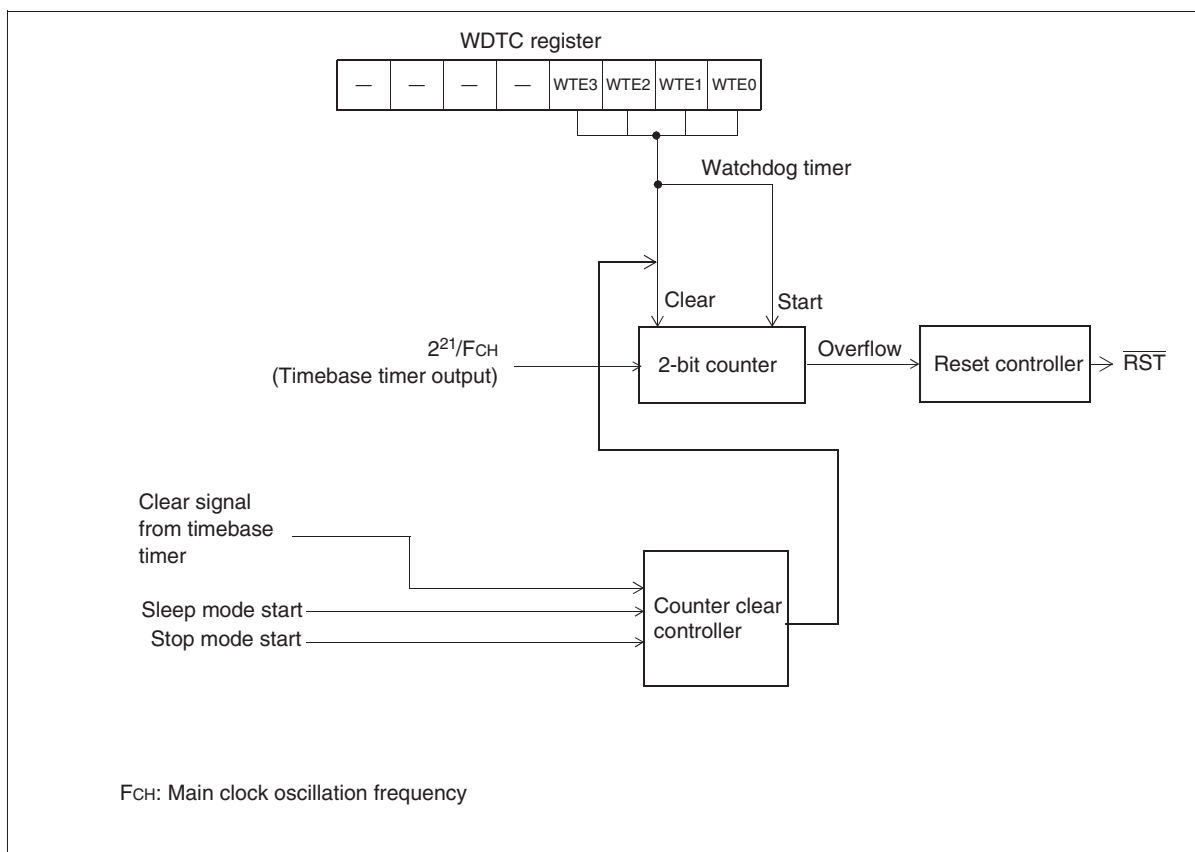 WDTC register
— — — — WTE3 WTE2 WTE1 WTE0
Watchdog timer
Clear
Start
2²¹/FCH
(Timebase timer output)
2-bit counter
Overflow
Reset controller
R̅S̅T̅
Clear signal
from timebase
timer
Sleep mode start
Stop mode start
Counter clear
controller
FCH: Main clock oscillation frequency